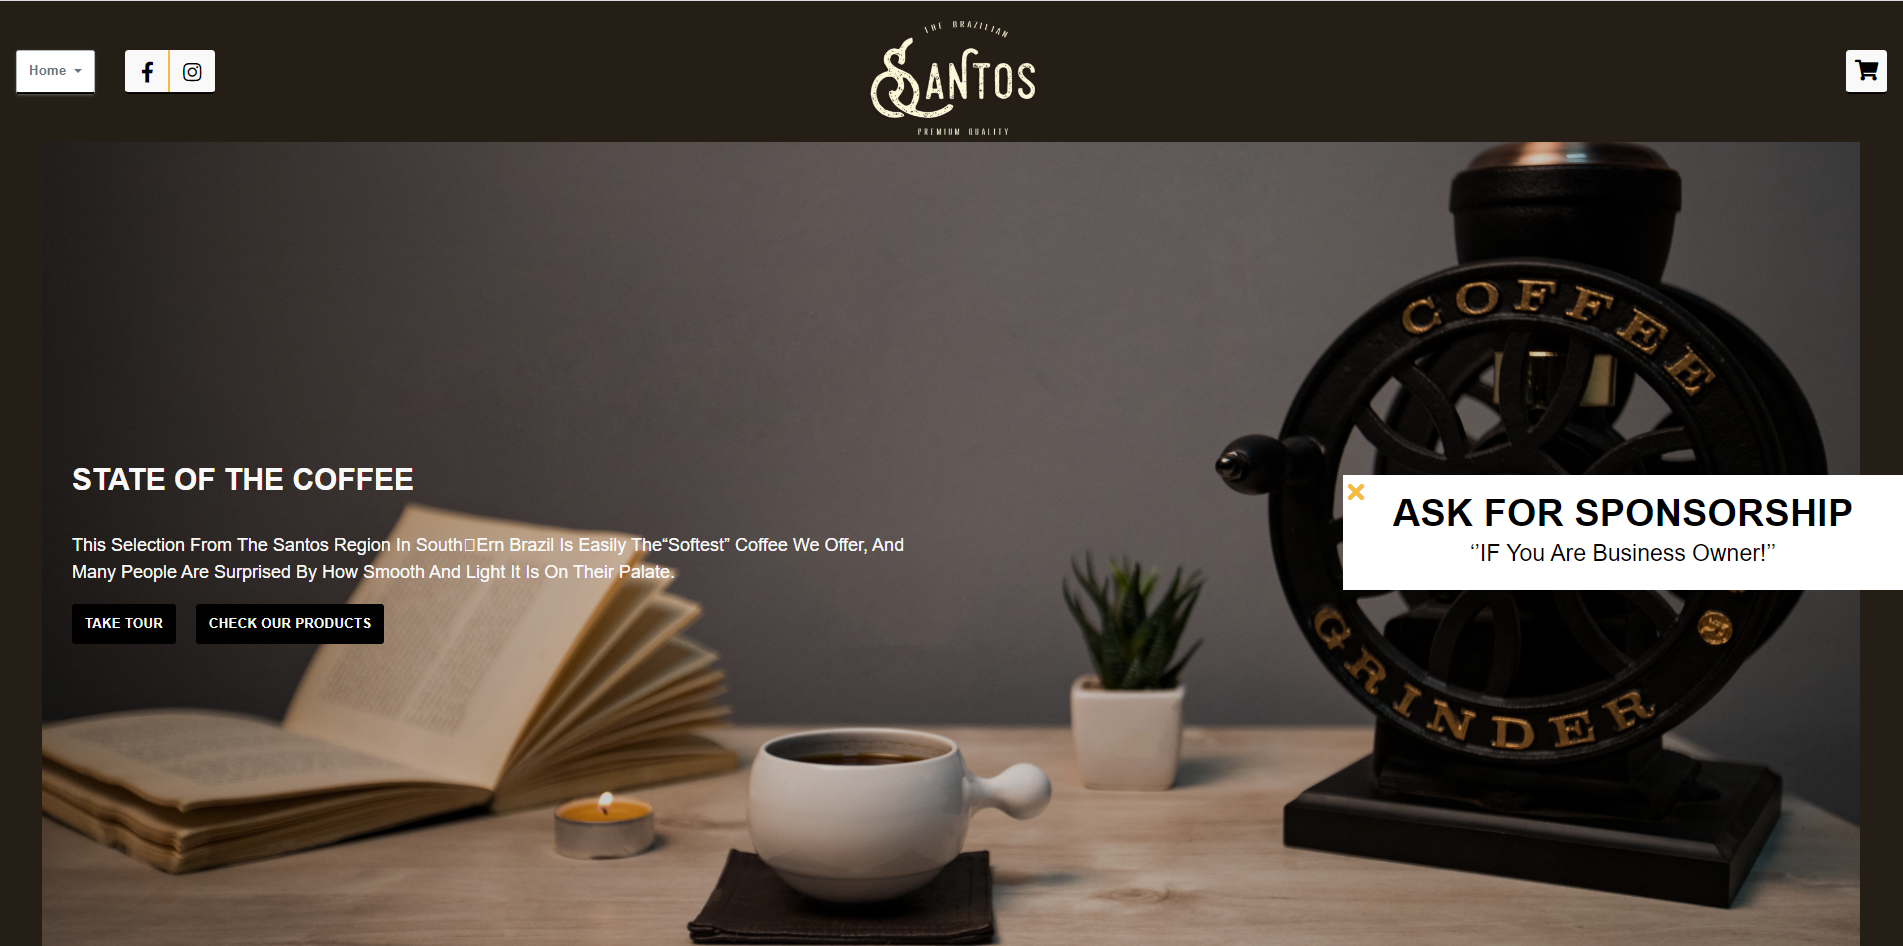 Home
THE BRAZILIAN
SANTOS
PREMIUM QUALITY
COFFEE
GRINDER
STATE OF THE COFFEE
This Selection From The Santos Region In South□Ern Brazil Is Easily The“Softest” Coffee We Offer, And
Many People Are Surprised By How Smooth And Light It Is On Their Palate.
TAKE TOUR
CHECK OUR PRODUCTS
ASK FOR SPONSORSHIP
‘’IF You Are Business Owner!’’